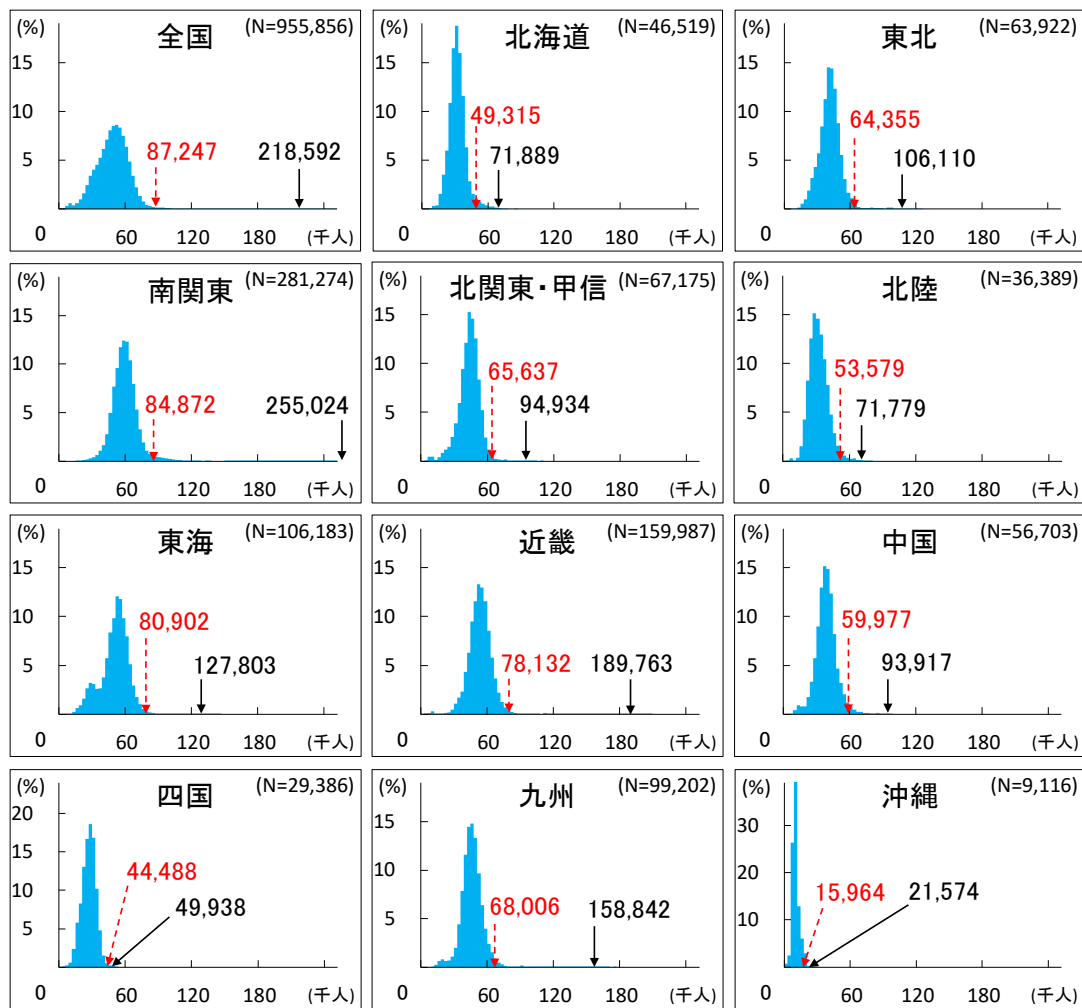 (%) 全国 (N=955,856)
15
10
5
87,247 218,592
0 60 120 180 (千人)
(%) 北海道 (N=46,519)
15
10
5
49,315
71,889
0 60 120 180 (千人)
(%) 東北 (N=63,922)
15
10
5
64,355
106,110
0 60 120 180 (千人)
(%) 南関東 (N=281,274)
15
10
5
84,872 255,024
0 60 120 180 (千人)
(%) 北関東・甲信 (N=67,175)
15
10
5
65,637
94,934
0 60 120 180 (千人)
(%) 北陸 (N=36,389)
15
10
5
53,579
71,779
0 60 120 180 (千人)
(%) 東海 (N=106,183)
15
10
5
80,902
127,803
0 60 120 180 (千人)
(%) 近畿 (N=159,987)
15
10
5
78,132 189,763
0 60 120 180 (千人)
(%) 中国 (N=56,703)
15
10
5
59,977
93,917
0 60 120 180 (千人)
(%) 四国 (N=29,386)
20
15
10
5
44,488
49,938
0 60 120 180 (千人)
(%) 九州 (N=99,202)
15
10
5
68,006 158,842
0 60 120 180 (千人)
(%) 沖縄 (N=9,116)
30
20
10
15,964 21,574
0 60 120 180 (千人)